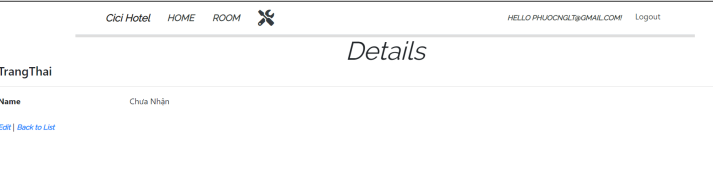 Cici Hotel HOME ROOM HELLO PHUOCNGLT@GMAIL.COM! Logout
Details
TrangThai
Name Chưa Nhận
Edit | Back to List